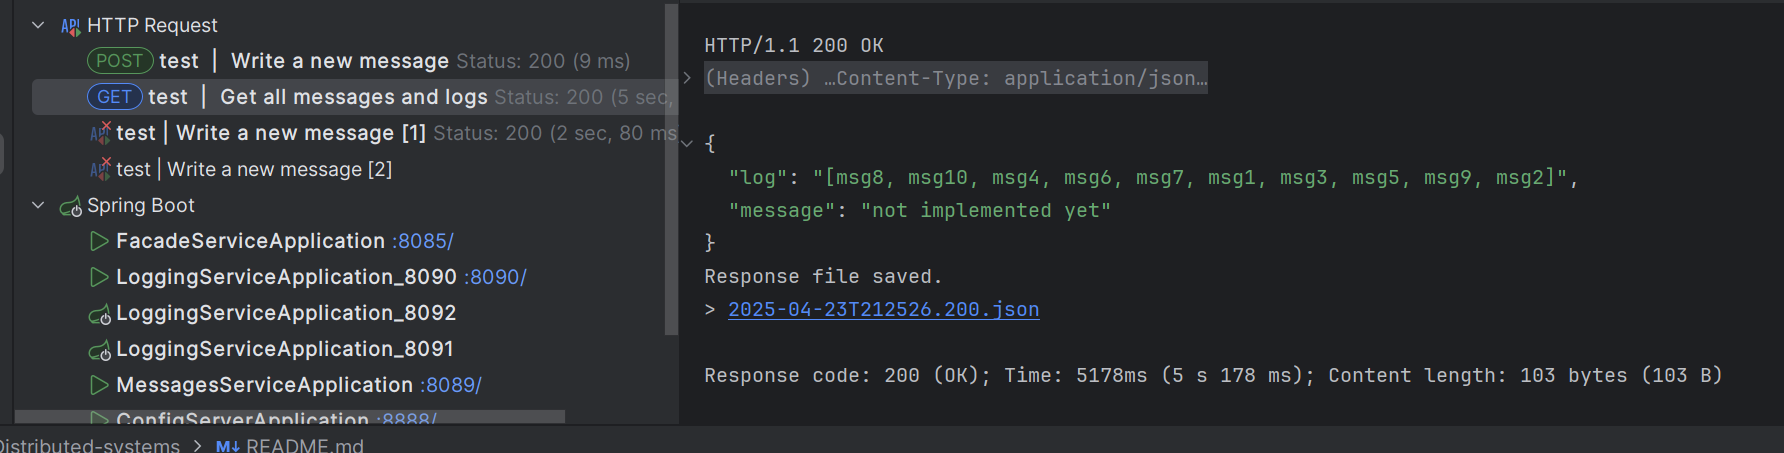 HTTP Request
POST test | Write a new message Status: 200 (9 ms)
GET test | Get all messages and logs Status: 200 (5 sec,
test | Write a new message [1] Status: 200 (2 sec, 80 ms
test | Write a new message [2]
Spring Boot
FacadeServiceApplication :8085/
LoggingServiceApplication_8090 :8090/
LoggingServiceApplication_8092
LoggingServiceApplication_8091
MessagesServiceApplication :8089/
ConfigServerApplication :8888/
Distributed-systems > M↓ README.md
HTTP/1.1 200 OK
(Headers) …Content-Type: application/json…
{
"log": "[msg8, msg10, msg4, msg6, msg7, msg1, msg3, msg5, msg9, msg2]",
"message": "not implemented yet"
}
Response file saved.
> 2025-04-23T212526.200.json
Response code: 200 (OK); Time: 5178ms (5 s 178 ms); Content length: 103 bytes (103 B)